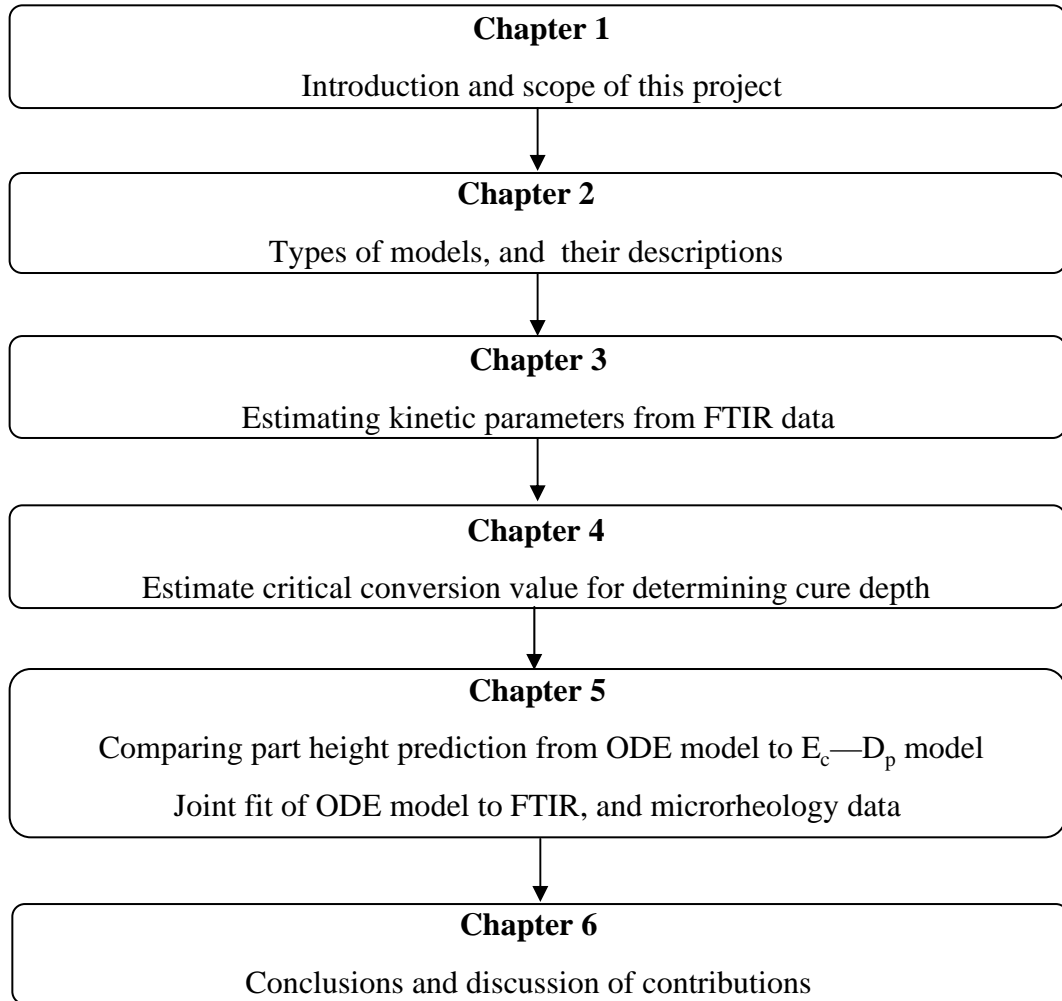 Chapter 1
Introduction and scope of this project
Chapter 2
Types of models, and their descriptions
Chapter 3
Estimating kinetic parameters from FTIR data
Chapter 4
Estimate critical conversion value for determining cure depth
Chapter 5
Comparing part height prediction from ODE model to Ec—Dp model
Joint fit of ODE model to FTIR, and microrheology data
Chapter 6
Conclusions and discussion of contributions